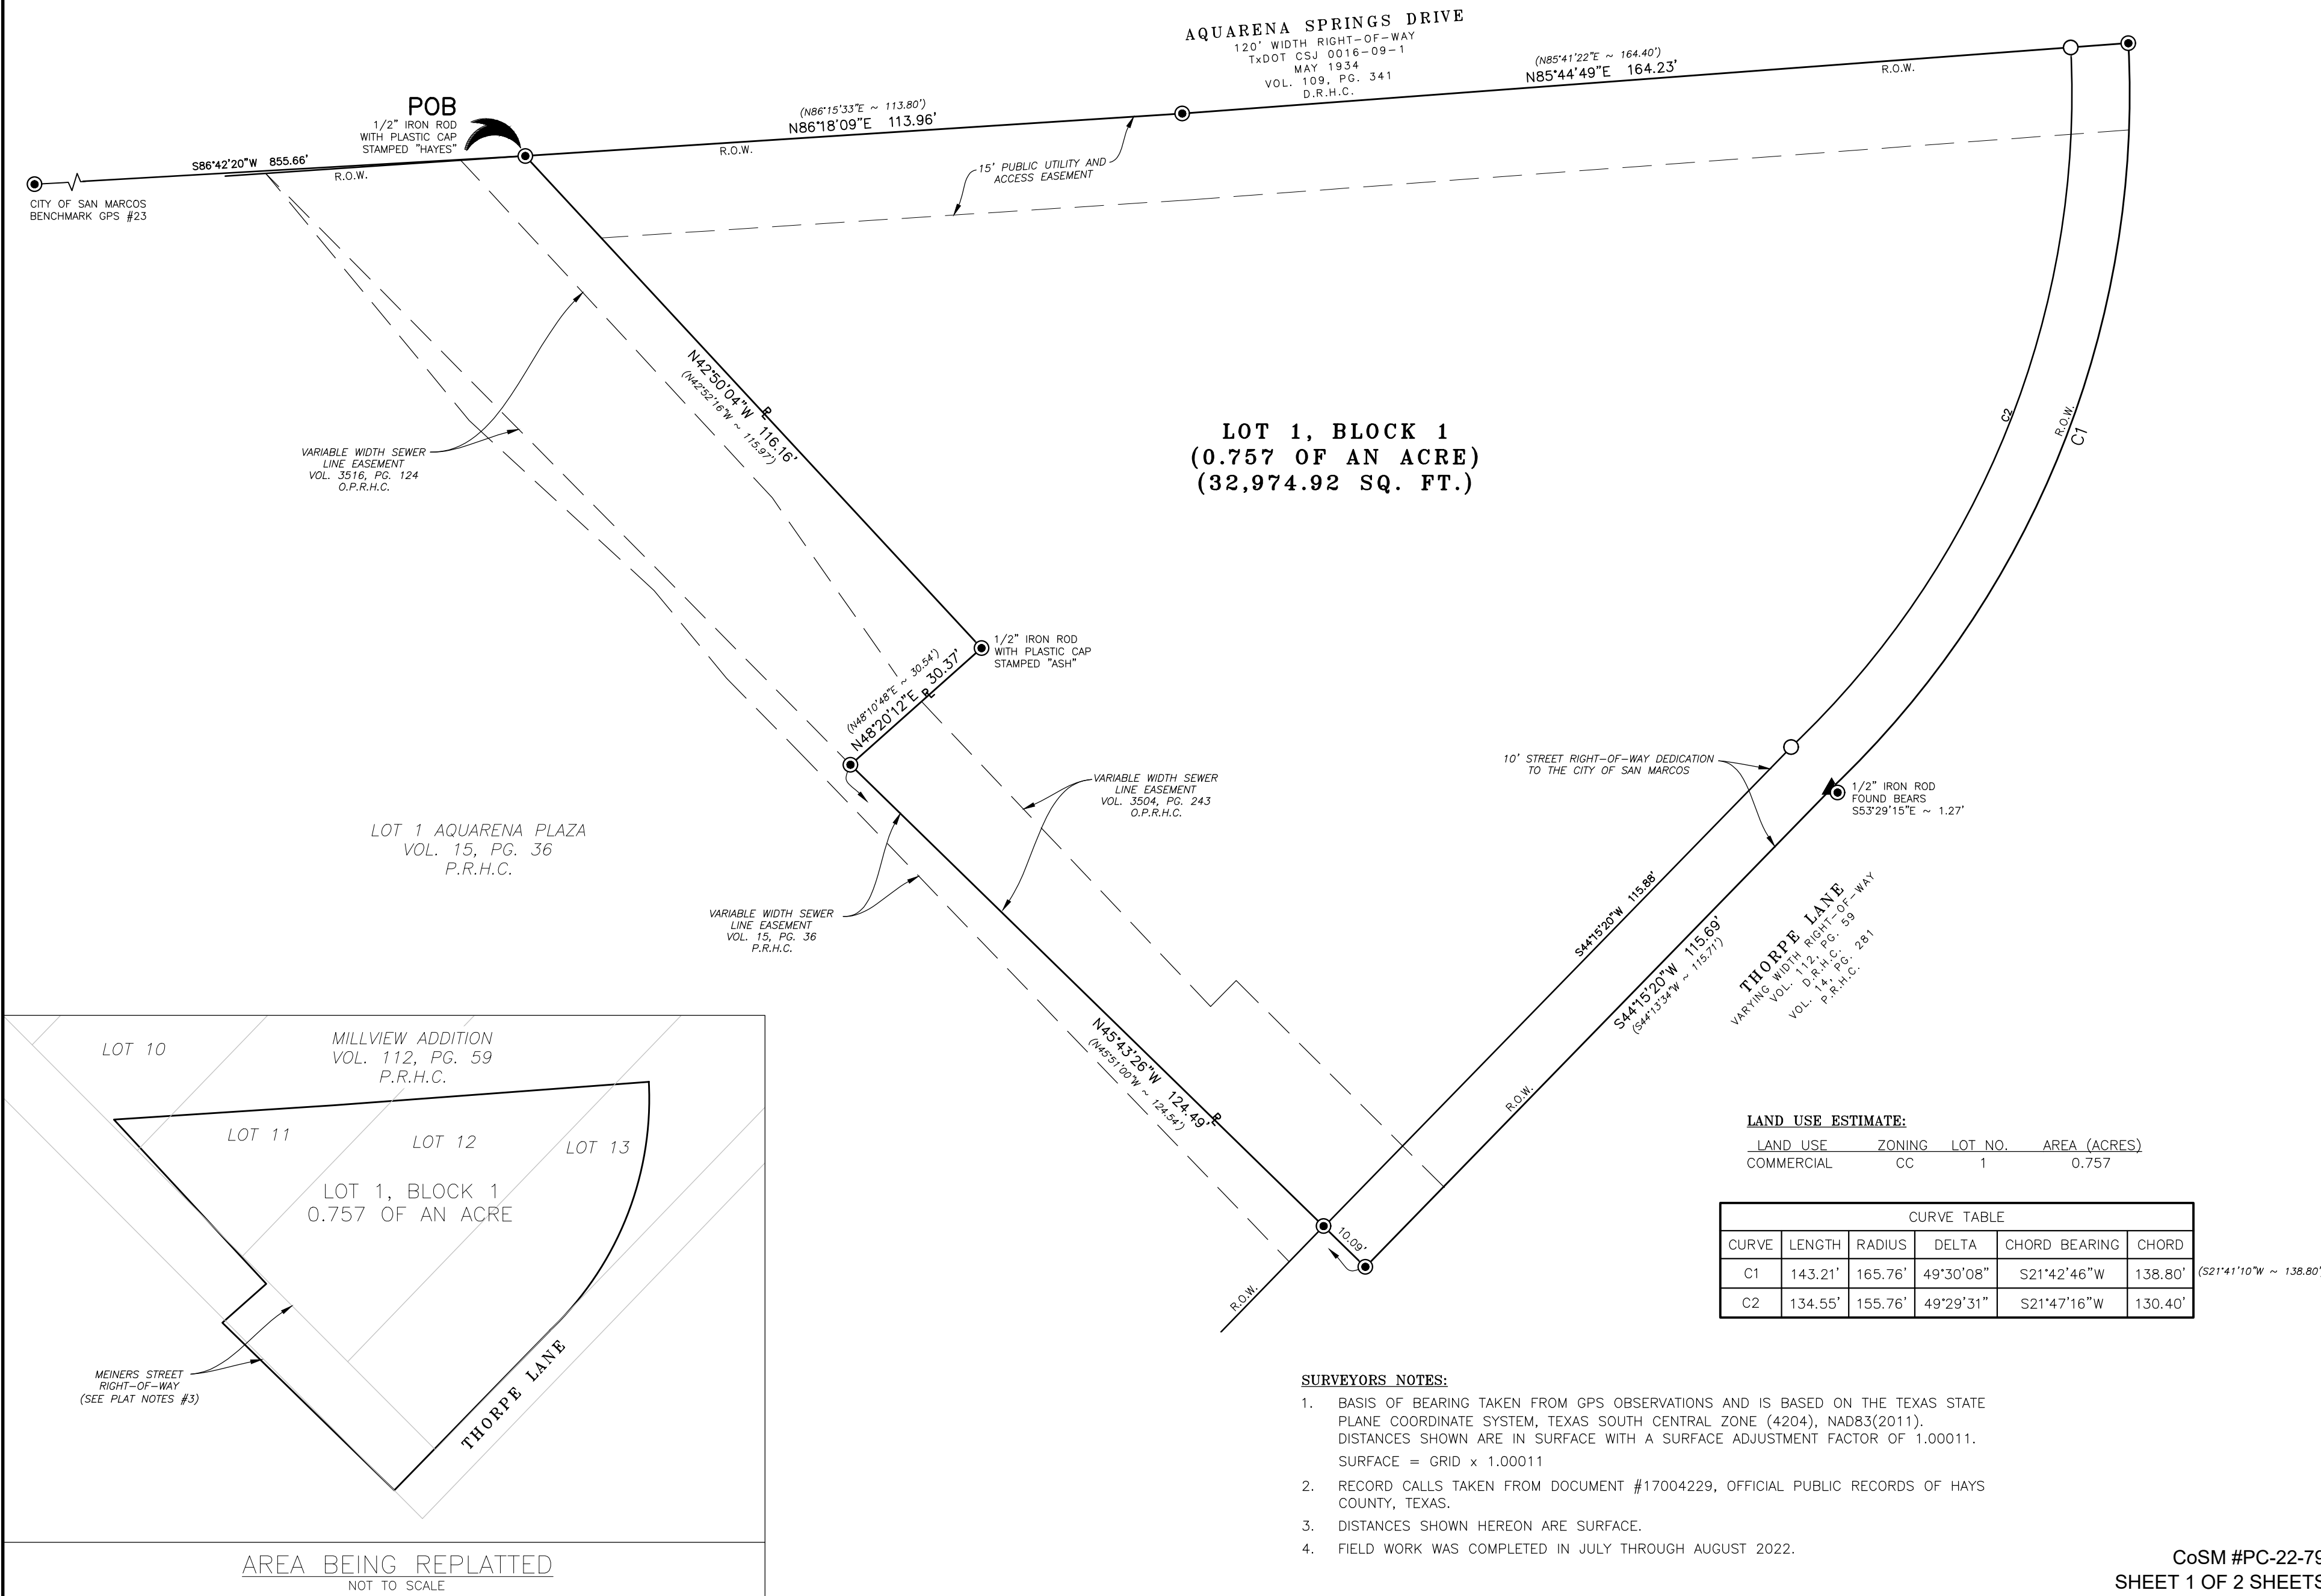 AQUARENA SPRINGS DRIVE
120' WIDTH RIGHT-OF-WAY
TxDOT CSJ 0016-09-1
MAY 1934
VOL. 109, PG. 341
D.R.H.C.
(N85°41'22"E ~ 164.40')
N85°44'49"E 164.23'
R.O.W.
POB
1/2" IRON ROD
WITH PLASTIC CAP
STAMPED "HAYES"
(N86°15'33"E ~ 113.80')
N86°18'09"E 113.96'
R.O.W.
S86°42'20"W 855.66'
R.O.W.
CITY OF SAN MARCOS
BENCHMARK GPS #23
15' PUBLIC UTILITY AND
ACCESS EASEMENT
N42°50'04"W 116.16'
(N42°52'16"W ~ 115.97')
PL
VARIABLE WIDTH SEWER
LINE EASEMENT
VOL. 3516, PG. 124
O.P.R.H.C.
LOT 1, BLOCK 1
(0.757 OF AN ACRE)
(32,974.92 SQ. FT.)
C2
R.O.W.
C1
1/2" IRON ROD
WITH PLASTIC CAP
STAMPED "ASH"
(N48°10'48"E ~ 30.54')
N48°20'12"E 30.37'
PL
10' STREET RIGHT-OF-WAY DEDICATION
TO THE CITY OF SAN MARCOS
1/2" IRON ROD
FOUND BEARS
S53°29'15"E ~ 1.27'
VARIABLE WIDTH SEWER
LINE EASEMENT
VOL. 3504, PG. 243
O.P.R.H.C.
LOT 1 AQUARENA PLAZA
VOL. 15, PG. 36
P.R.H.C.
VARIABLE WIDTH SEWER
LINE EASEMENT
VOL. 15, PG. 36
P.R.H.C.
S44°15'20"W 115.88'
S44°15'20"W 115.69'
(S44°13'34"W ~ 115.71')
THORPE LANE
VARYING WIDTH RIGHT-OF-WAY
VOL. 112, PG. 59
D.R.H.C.
VOL. 14, PG. 281
P.R.H.C.
N45°43'26"W 124.49'
(N45°51'00"W ~ 124.54')
PL
R.O.W.
10.09'
R.O.W.
LOT 10
MILLVIEW ADDITION
VOL. 112, PG. 59
P.R.H.C.
LOT 11
LOT 12
LOT 13
LOT 1, BLOCK 1
0.757 OF AN ACRE
MEINERS STREET
RIGHT-OF-WAY
(SEE PLAT NOTES #3)
THORPE LANE
AREA BEING REPLATTED
NOT TO SCALE
LAND USE ESTIMATE:
LAND USE ZONING LOT NO. AREA (ACRES)
COMMERCIAL CC 1 0.757
CURVE TABLE
CURVE LENGTH RADIUS DELTA CHORD BEARING CHORD
C1 143.21' 165.76' 49°30'08" S21°42'46"W 138.80' (S21°41'10"W ~ 138.80'
C2 134.55' 155.76' 49°29'31" S21°47'16"W 130.40'
SURVEYORS NOTES:
1. BASIS OF BEARING TAKEN FROM GPS OBSERVATIONS AND IS BASED ON THE TEXAS STATE
PLANE COORDINATE SYSTEM, TEXAS SOUTH CENTRAL ZONE (4204), NAD83(2011).
DISTANCES SHOWN ARE IN SURFACE WITH A SURFACE ADJUSTMENT FACTOR OF 1.00011.
SURFACE = GRID x 1.00011
2. RECORD CALLS TAKEN FROM DOCUMENT #17004229, OFFICIAL PUBLIC RECORDS OF HAYS
COUNTY, TEXAS.
3. DISTANCES SHOWN HEREON ARE SURFACE.
4. FIELD WORK WAS COMPLETED IN JULY THROUGH AUGUST 2022.
CoSM #PC-22-79
SHEET 1 OF 2 SHEETS